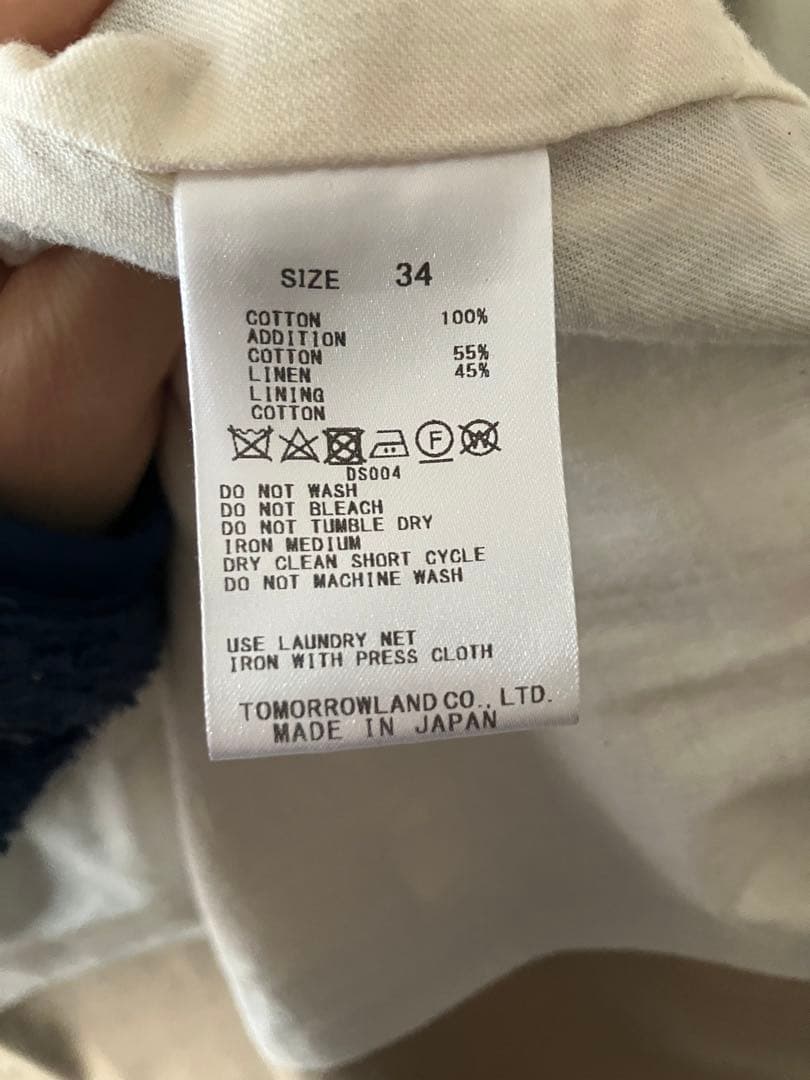 SIZE 34
COTTON 100%
ADDITION
COTTON 55%
LINEN 45%
LINING
COTTON
F W
DS004
DO NOT WASH
DO NOT BLEACH
DO NOT TUMBLE DRY
IRON MEDIUM
DRY CLEAN SHORT CYCLE
DO NOT MACHINE WASH
USE LAUNDRY NET
IRON WITH PRESS CLOTH
TOMORROWLAND CO., LTD.
MADE IN JAPAN